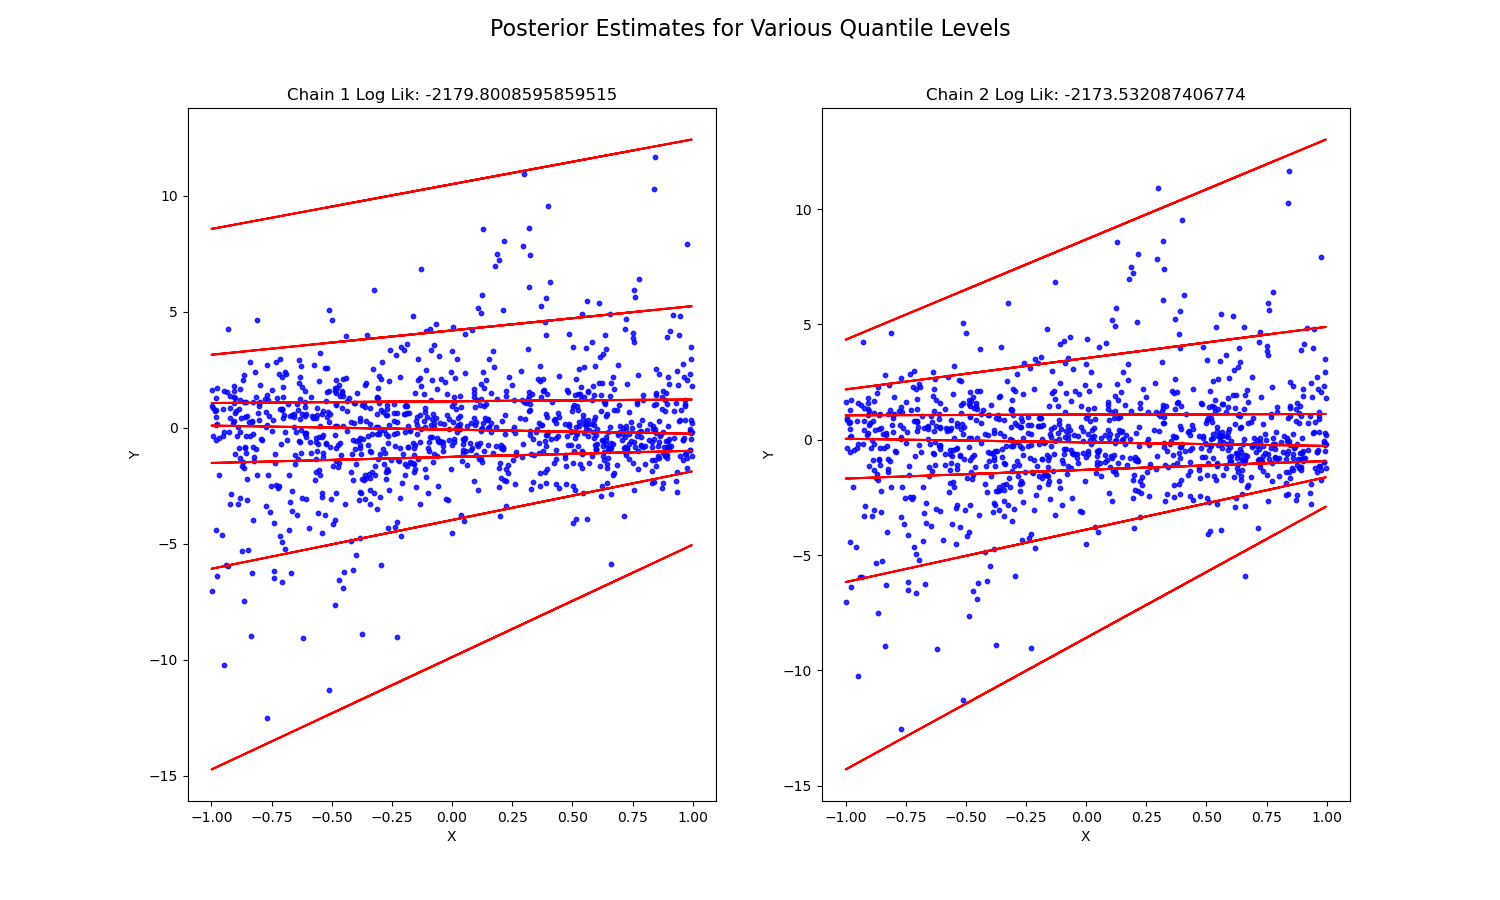 Posterior Estimates for Various Quantile Levels
Chain 1 Log Lik: -2179.8008595859515
10
5
0
−5
−10
−15
Y
−1.00 −0.75 −0.50 −0.25 0.00 0.25 0.50 0.75 1.00
X
Chain 2 Log Lik: -2173.532087406774
10
5
0
−5
−10
−15
Y
−1.00 −0.75 −0.50 −0.25 0.00 0.25 0.50 0.75 1.00
X